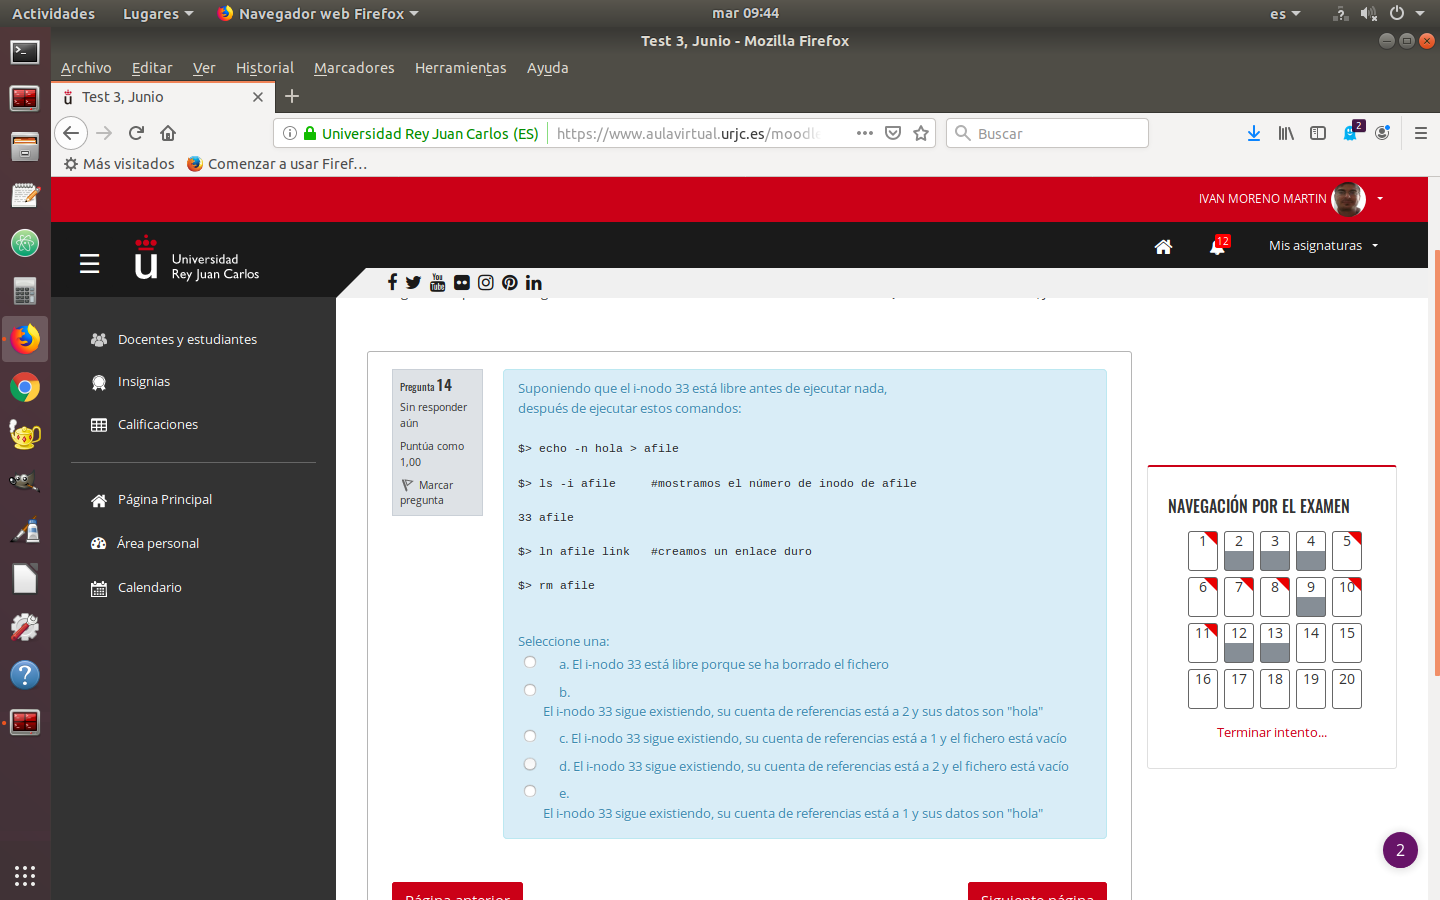 Actividades Lugares Navegador web Firefox mar 09:44 es
Test 3, Junio - Mozilla Firefox
Archivo Editar Ver Historial Marcadores Herramientas Ayuda
Test 3, Junio
Universidad Rey Juan Carlos (ES) https://www.aulavirtual.urjc.es/moodle Buscar 2
Más visitados Comenzar a usar Firef…
IVAN MORENO MARTIN
Universidad
Rey Juan Carlos
12 Mis asignaturas
You
Tube
Docentes y estudiantes
Insignias
Calificaciones
Página Principal
Área personal
Calendario
Pregunta 14
Sin responder
aún
Puntúa como
1,00
Marcar
pregunta
Suponiendo que el i-nodo 33 está libre antes de ejecutar nada,
después de ejecutar estos comandos:
$> echo -n hola > afile
$> ls -i afile #mostramos el número de inodo de afile
33 afile
$> ln afile link #creamos un enlace duro
$> rm afile
Seleccione una:
a. El i-nodo 33 está libre porque se ha borrado el fichero
b.
El i-nodo 33 sigue existiendo, su cuenta de referencias está a 2 y sus datos son "hola"
c. El i-nodo 33 sigue existiendo, su cuenta de referencias está a 1 y el fichero está vacío
d. El i-nodo 33 sigue existiendo, su cuenta de referencias está a 2 y el fichero está vacío
e.
El i-nodo 33 sigue existiendo, su cuenta de referencias está a 1 y sus datos son "hola"
Página anterior Siguiente página
NAVEGACIÓN POR EL EXAMEN
1 2 3 4 5
6 7 8 9 10
11 12 13 14 15
16 17 18 19 20
Terminar intento...
2